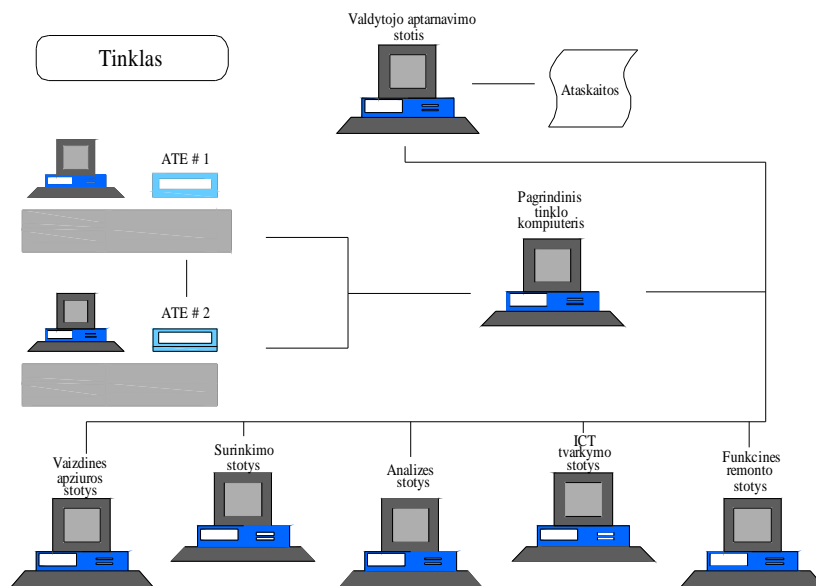 Valdytojo aptarnavimo
stotis
Tinklas
Ataskaitos
ATE # 1
Pagrindinis
tinklo
kompiuteris
ATE # 2
Vaizdines
apziuros
stotys
Surinkimo
stotys
Analizes
stotys
ICT
tvarkymo
stotys
Funkcines
remonto
stotys